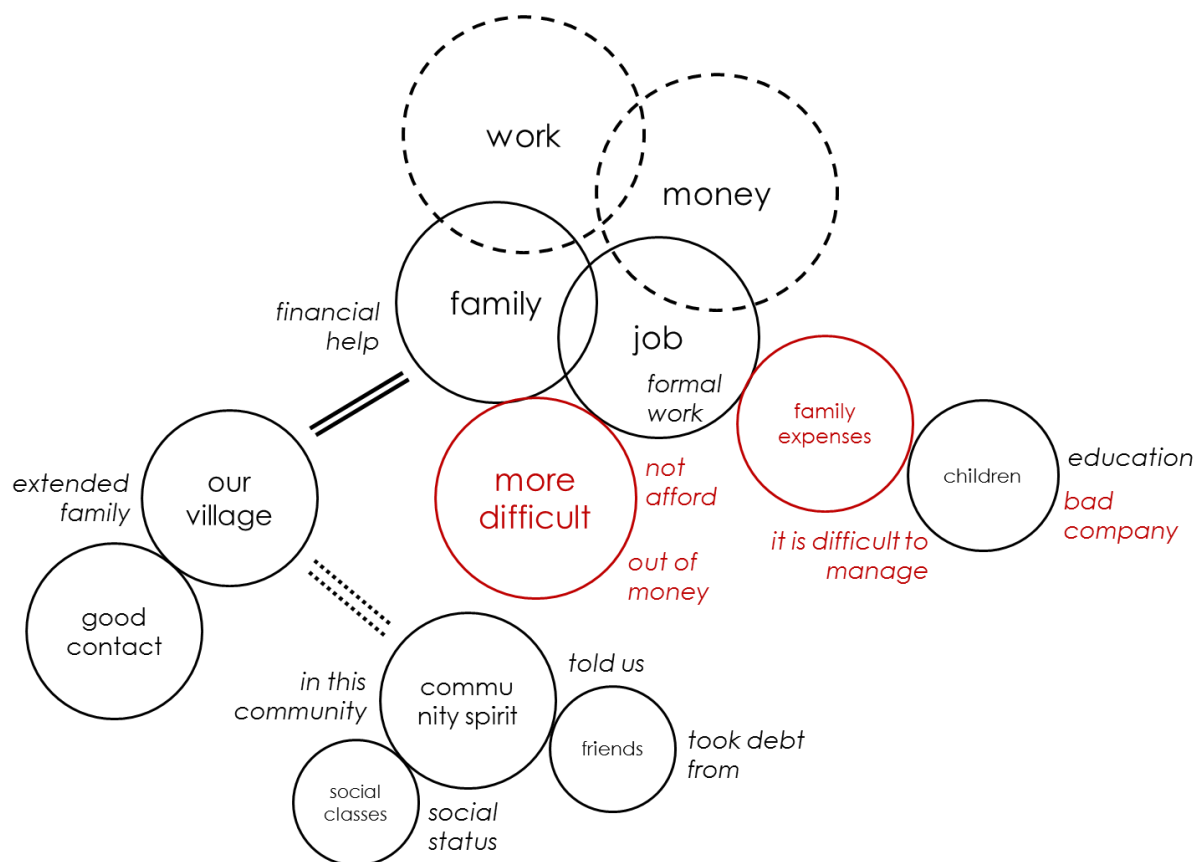 work
money
family
financial
help
job
formal
work
family
expenses
more
difficult
not
afford
out of
money
it is difficult to
manage
children
education
bad
company
our
village
extended
family
good
contact
in this
community
commu
nity spirit
told us
friends
took debt
from
social
classes
social
status